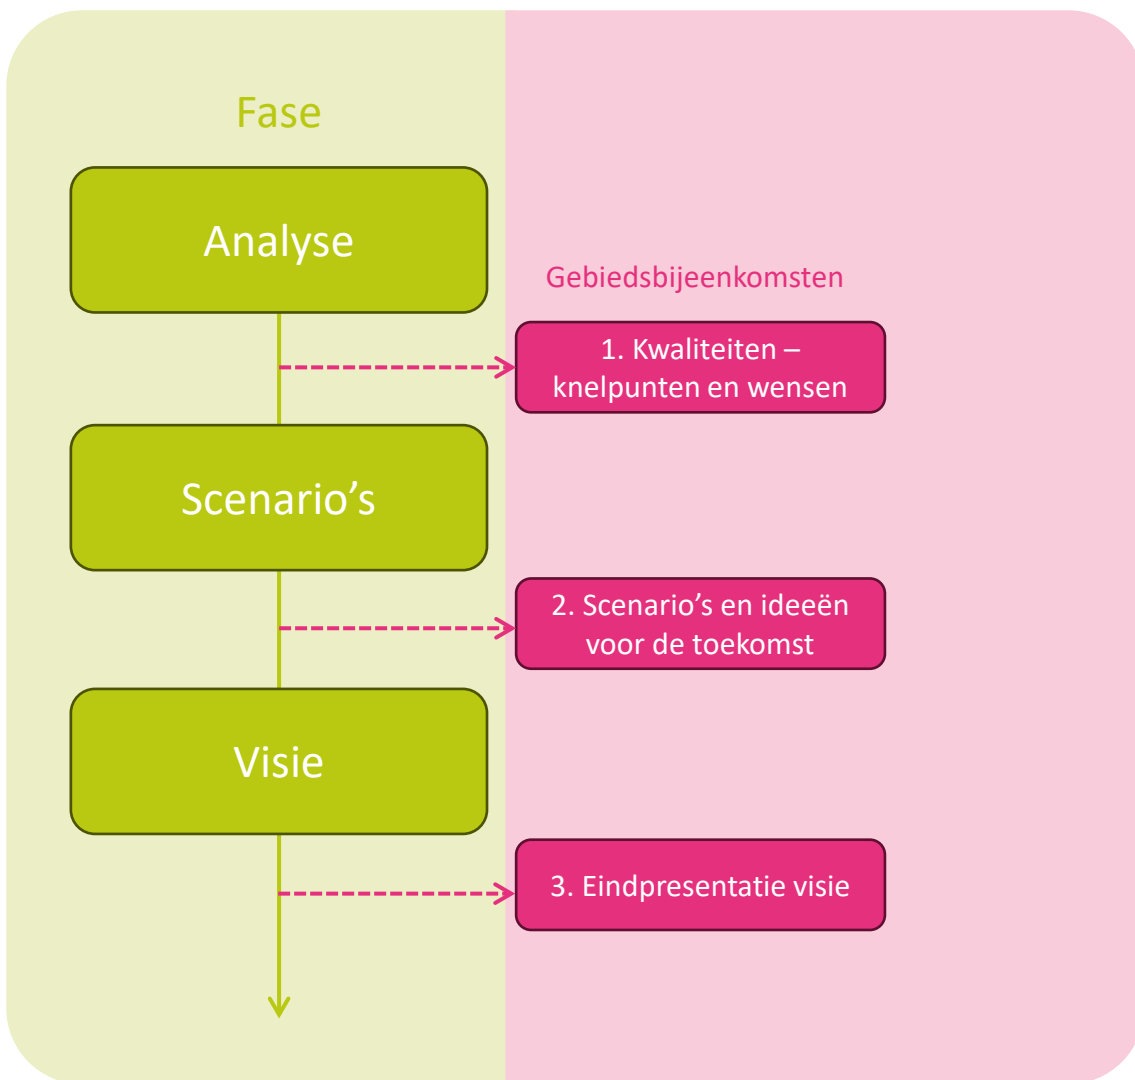 Fase
Analyse
Gebiedsbijeenkomsten
1. Kwaliteiten –
knelpunten en wensen
Scenario’s
2. Scenario’s en ideeën
voor de toekomst
Visie
3. Eindpresentatie visie